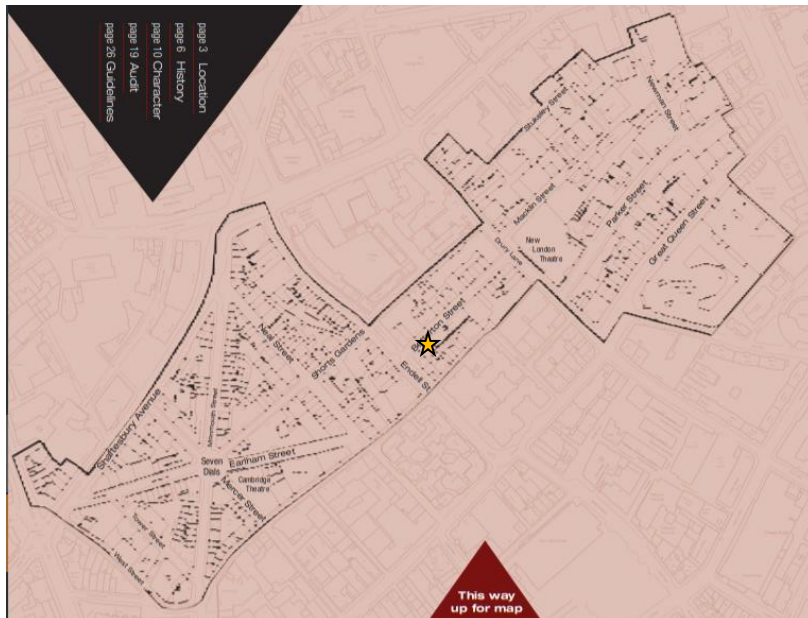 page 3 Location
page 6 History
page 10 Character
page 19 Audit
page 26 Guidelines
Newman Street
Stukeley Street
Macklin Street
Parker Street
Great Queen Street
Drury Lane
New
London
Theatre
Endell St
Shorts Gardens
Neal Street
Monmouth Street
Shaftesbury Avenue
Seven
Dials
Earlham Street
Cambridge
Theatre
Mercer Street
Tower Street
West Street
This way
up for map